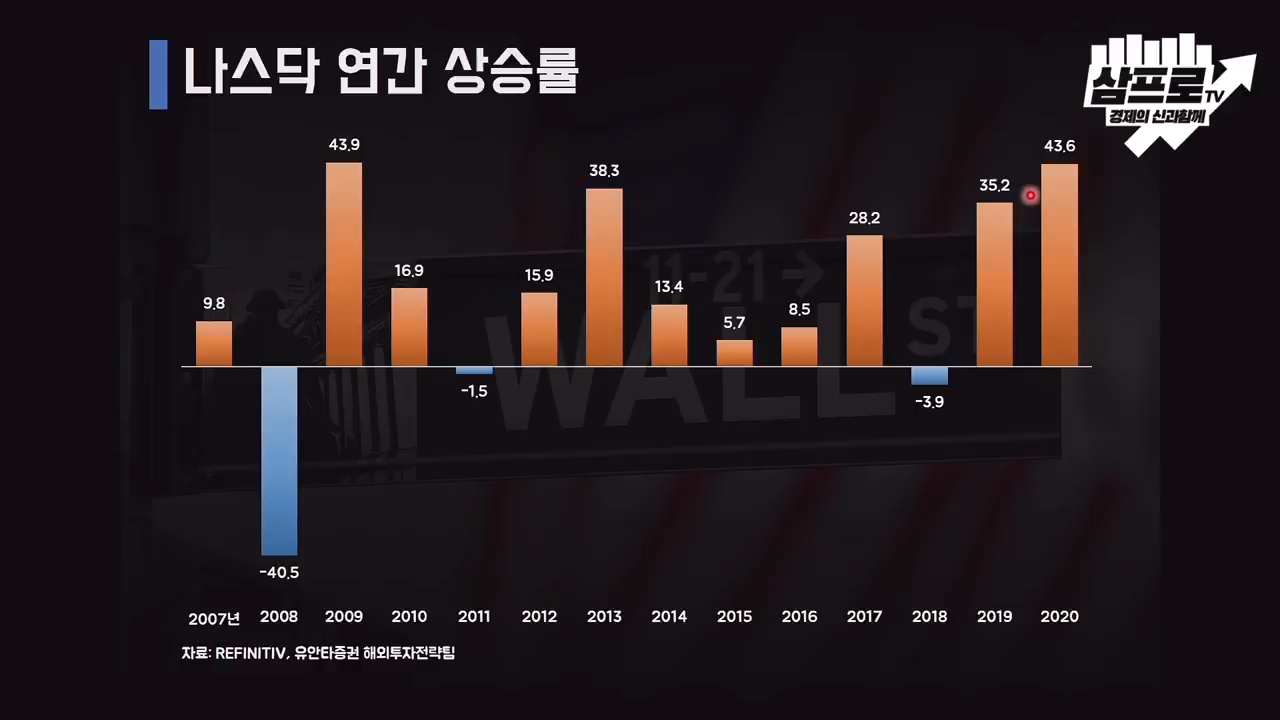 나스닥 연간 상승률
삼프로TV
경제의 신과함께
43.9
43.6
38.3
35.2
28.2
16.9
15.9
13.4
9.8
8.5
5.7
-1.5
-3.9
-40.5
11-21 →
WALL ST
2007년 2008 2009 2010 2011 2012 2013 2014 2015 2016 2017 2018 2019 2020
자료: REFINITIV, 유안타증권 해외투자전략팀